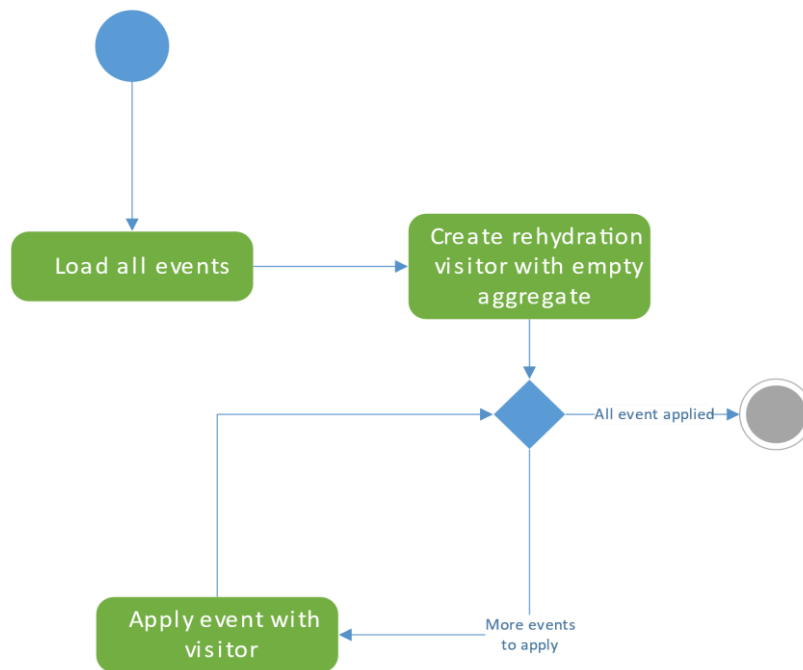 Load all events
Create rehydration
visitor with empty
aggregate
All event applied
More events
to apply
Apply event with
visitor